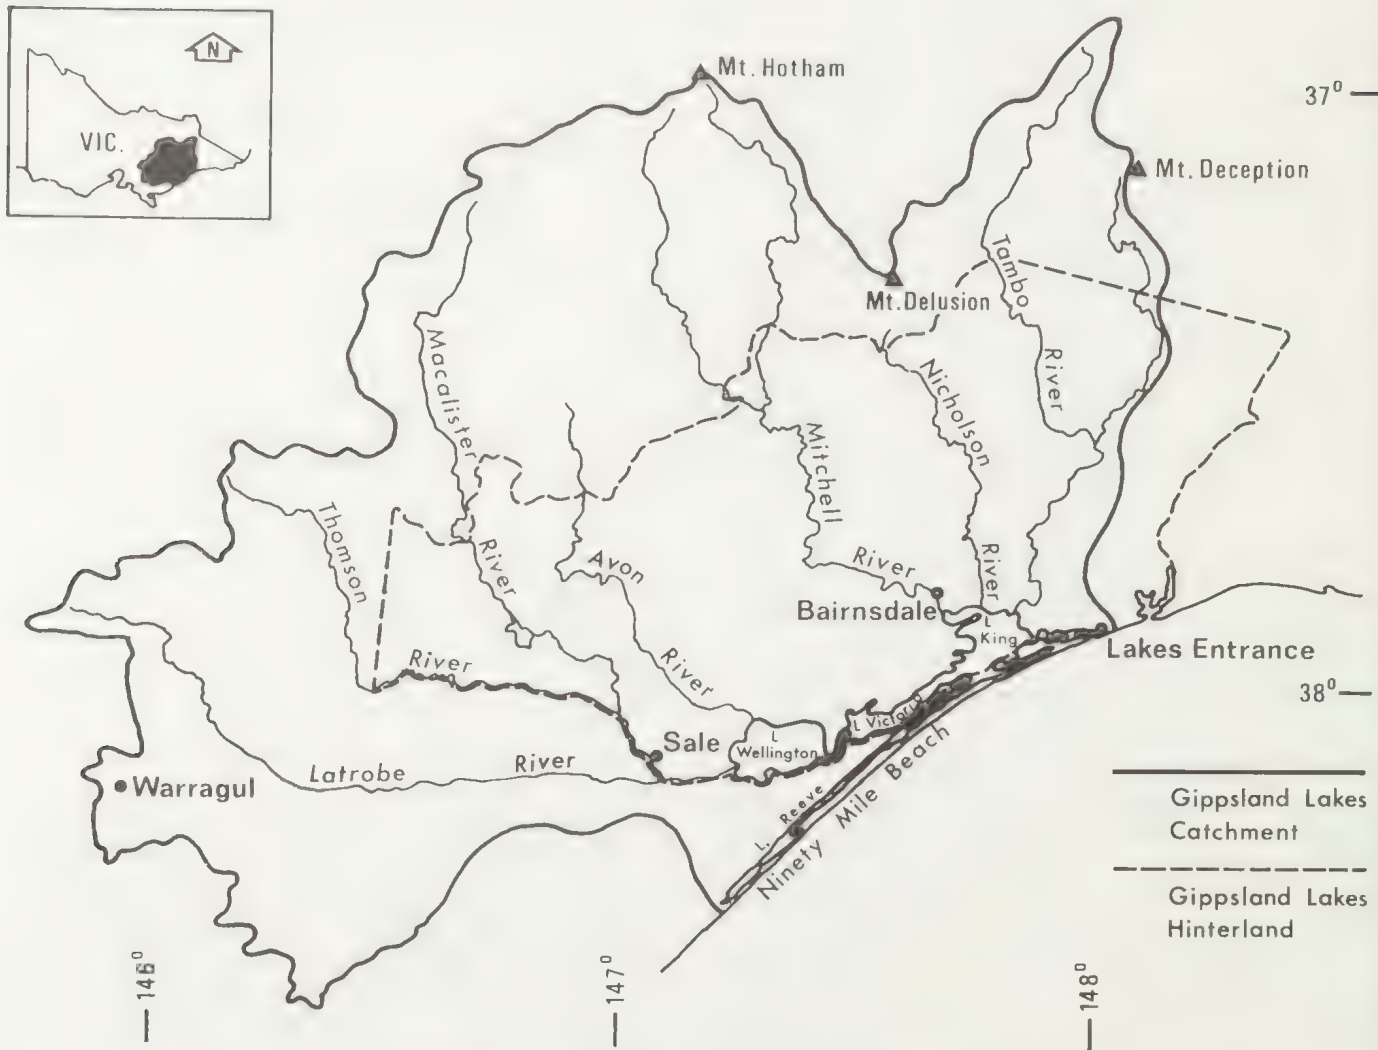 N
VIC.
Mt. Hotham
37°
Mt. Deception
Mt. Delusion
Tambo
River
Macalister
River
Nicholson
River
Mitchell
River
Thomson
River
Avon
River
Bairnsdale
L
King
Lakes Entrance
38°
L Victoria
Sale
L
Wellington
Latrobe River
Warragul
L. Reeve
Ninety Mile Beach
Gippsland Lakes
Catchment
Gippsland Lakes
Hinterland
146°
147°
148°